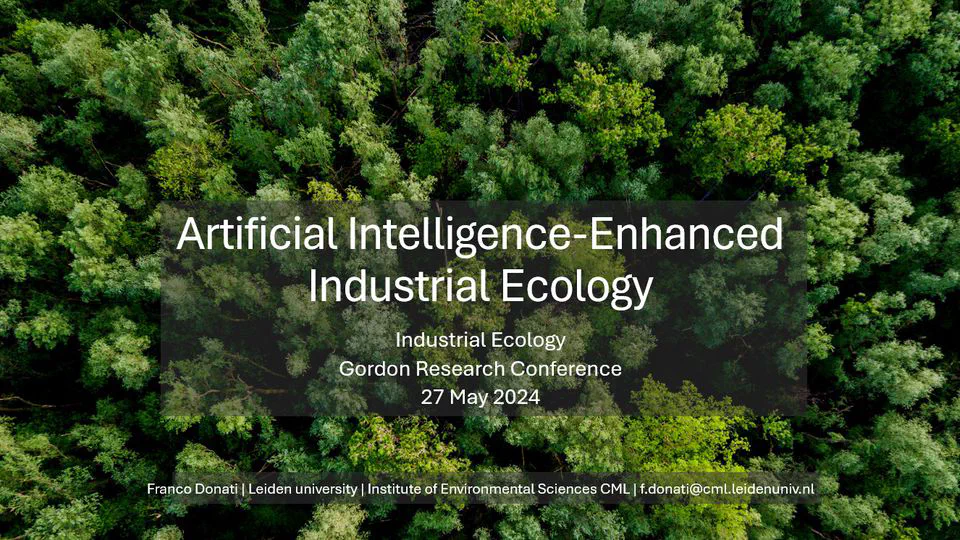 Artificial Intelligence-Enhanced
Industrial Ecology
Industrial Ecology
Gordon Research Conference
27 May 2024
Franco Donati | Leiden university | Institute of Environmental Sciences CML | f.donati@cml.leidenuniv.nl